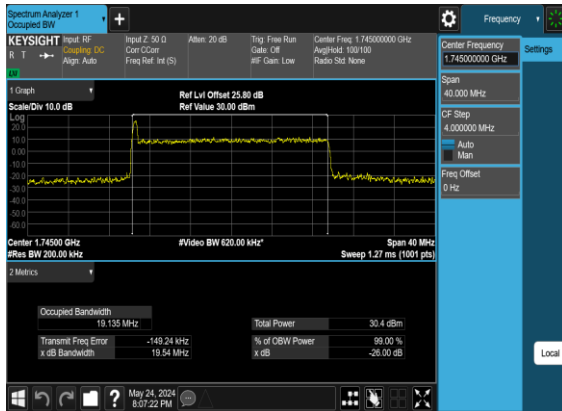 Spectrum Analyzer 1
Occupied BW
+
Frequency
KEYSIGHT
Input: RF
Coupling: DC
Align: Auto
Input Z: 50 Ω
Corr CCorr
Freq Ref: Int (S)
Atten: 20 dB
Trig: Free Run
Gate: Off
#IF Gain: Low
Center Freq: 1.745000000 GHz
Avg|Hold: 100/100
Radio Std: None
R T
LW
Center Frequency
1.745000000 GHz
Settings
Span
40.000 MHz
CF Step
4.000000 MHz
Auto
Man
Freq Offset
0 Hz
Local
1 Graph
Scale/Div 10.0 dB
Ref Lvl Offset 25.80 dB
Ref Value 30.00 dBm
Log
20.0
10.0
0.00
-10.0
-20.0
-30.0
-40.0
-50.0
-60.0
Center 1.74500 GHz
#Video BW 620.00 kHz*
Span 40 MHz
#Res BW 200.00 kHz
Sweep 1.27 ms (1001 pts)
2 Metrics
Occupied Bandwidth
19.135 MHz
Total Power 30.4 dBm
Transmit Freq Error -149.24 kHz
% of OBW Power 99.00 %
x dB Bandwidth 19.54 MHz
x dB -26.00 dB
?
May 24, 2024
8:07:22 PM